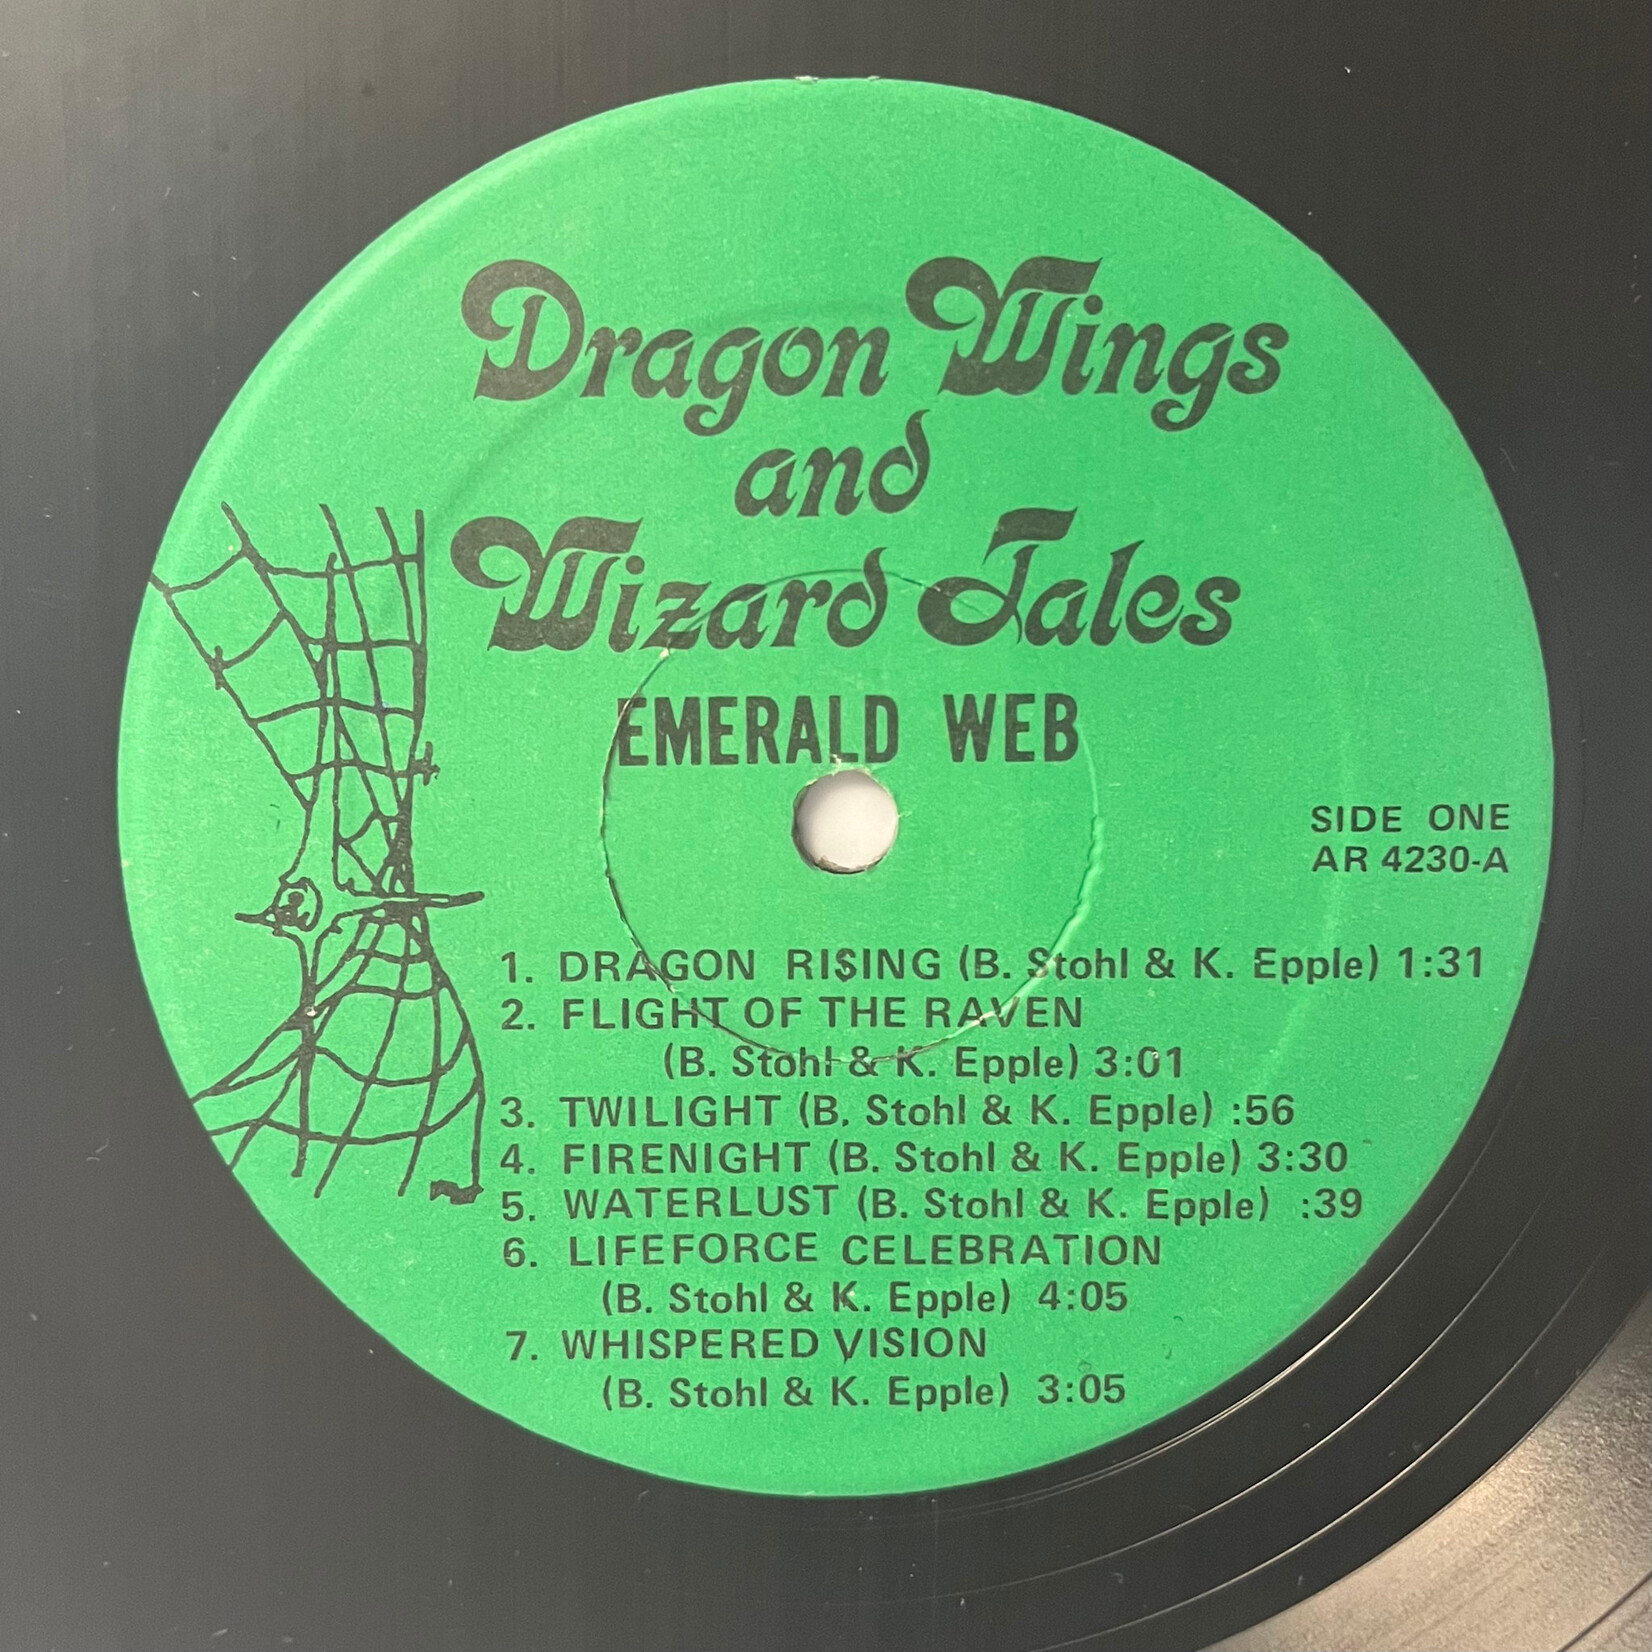 Dragon Wings
and
Wizard Tales
EMERALD WEB
SIDE ONE
AR 4230-A
1. DRAGON RISING (B. Stohl & K. Epple) 1:31
2. FLIGHT OF THE RAVEN
(B. Stohl & K. Epple) 3:01
3. TWILIGHT (B. Stohl & K. Epple) :56
4. FIRENIGHT (B. Stohl & K. Epple) 3:30
5. WATERLUST (B. Stohl & K. Epple) :39
6. LIFEFORCE CELEBRATION
(B. Stohl & K. Epple) 4:05
7. WHISPERED VISION
(B. Stohl & K. Epple) 3:05